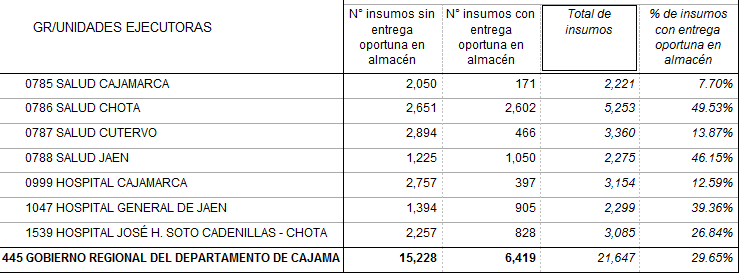 GR/UNIDADES EJECUTORAS
N° insumos sin entrega oportuna en almacén
N° insumos con entrega oportuna en almacén
Total de insumos
% de insumos con entrega oportuna en almacén
0785 SALUD CAJAMARCA 2,050 171 2,221 7.70%
0786 SALUD CHOTA 2,651 2,602 5,253 49.53%
0787 SALUD CUTERVO 2,894 466 3,360 13.87%
0788 SALUD JAEN 1,225 1,050 2,275 46.15%
0999 HOSPITAL CAJAMARCA 2,757 397 3,154 12.59%
1047 HOSPITAL GENERAL DE JAEN 1,394 905 2,299 39.36%
1539 HOSPITAL JOSÉ H. SOTO CADENILLAS - CHOTA 2,257 828 3,085 26.84%
445 GOBIERNO REGIONAL DEL DEPARTAMENTO DE CAJAMA 15,228 6,419 21,647 29.65%